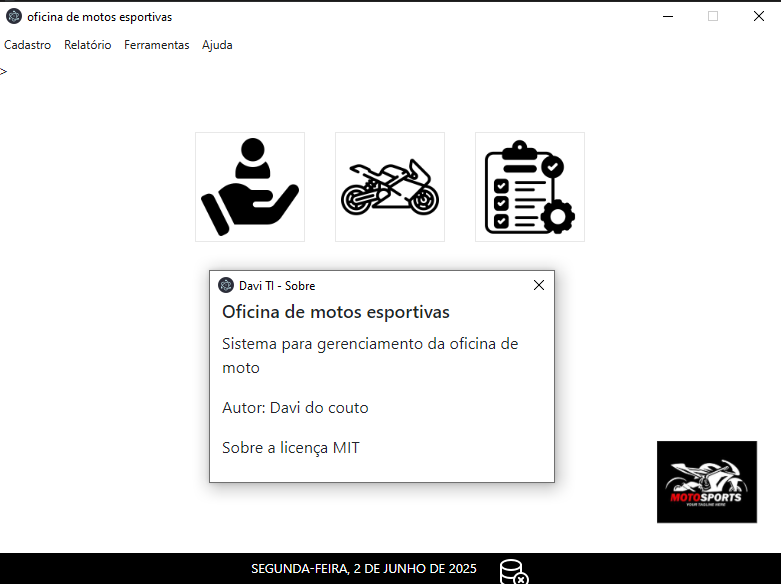 oficina de motos esportivas
Cadastro Relatório Ferramentas Ajuda
>
Davi TI - Sobre
Oficina de motos esportivas
Sistema para gerenciamento da oficina de
moto
Autor: Davi do couto
Sobre a licença MIT
MOTOSPORTS
YOUR TAGLINE HERE
SEGUNDA-FEIRA, 2 DE JUNHO DE 2025